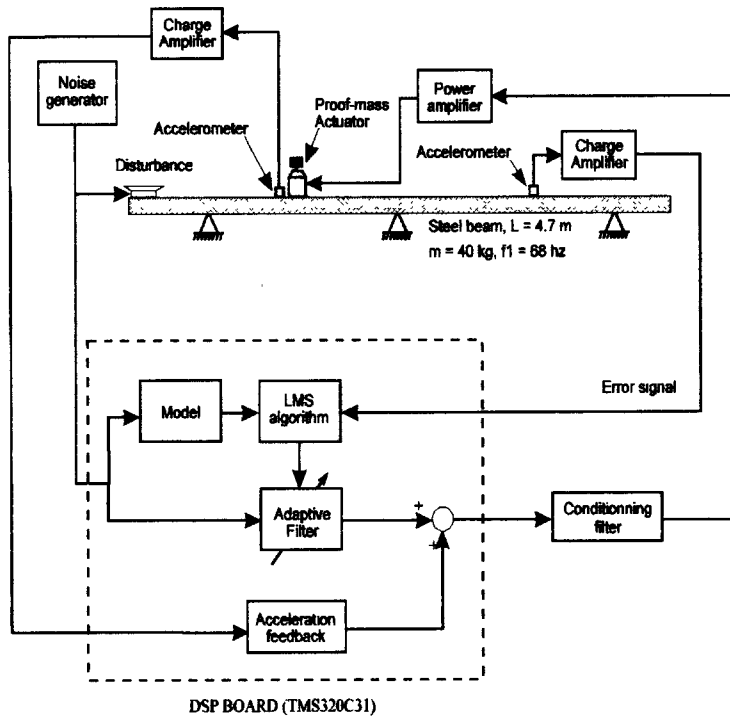 Charge
Amplifier
Noise
generator
Proof-mass
Actuator
Power
amplifier
Accelerometer
Charge
Amplifier
Accelerometer
Disturbance
Steel beam, L = 4.7 m
m = 40 kg, f1 = 68 hz
Error signal
Model
LMS
algorithm
Adaptive
Filter
+
+
Conditionning
filter
Acceleration
feedback
DSP BOARD (TMS320C31)